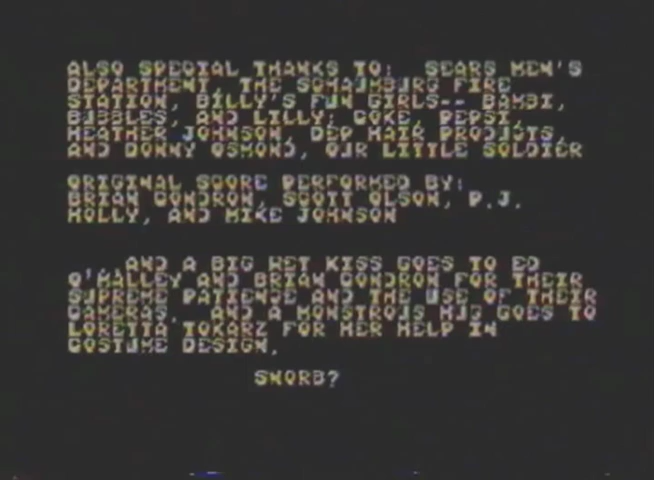 ALSO SPECIAL THANKS TO: SEARS MEN'S
DEPARTMENT, THE SCHAUMBURG FIRE
STATION, BILLY'S FUN GIRLS-- BAMBI,
BUBBLES, AND LILLY; COKE, PEPSI,
HEATHER JOHNSON, DEP HAIR PRODUCTS,
AND DONNY OSMOND, OUR LITTLE SOLDIER
ORIGINAL SCORE PERFORMED BY:
BRIAN CONDRON, SCOTT OLSON, P.J.
HOLLY, AND MIKE JOHNSON
...AND A BIG WET KISS GOES TO ED
O'MALLEY AND BRIAN CONDRON FOR THEIR
SUPREME PATIENCE AND THE USE OF THEIR
CAMERAS. AND A MONSTROUS HUG GOES TO
LORETTA TOKARZ FOR HER HELP IN
COSTUME DESIGN.
SNORB?